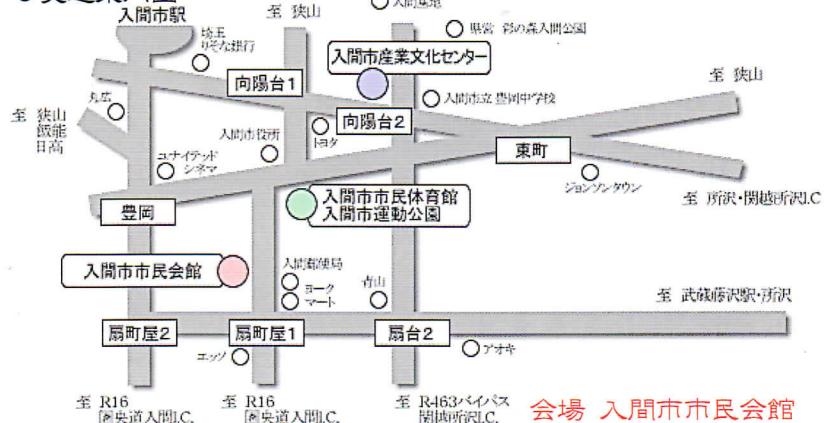 入間市駅
至 狭山
県営 彩の森入間公園
埼玉
りそな銀行
入間市産業文化センター
向陽台1
至 狭山
丸広
入間市立 豊岡中学校
至 狭山
飯能
日高
向陽台2
入間市役所
トヨタ
東町
ユナイテッド
シネマ
ジョンソンタウン
入間市市民体育館
入間市運動公園
至 所沢・関越所沢I.C
豊岡
入間市市民会館
入間郵便局
ヨーク
マート
青山
至 武蔵藤沢駅・所沢
扇町屋2
扇町屋1
扇台2
エッソ
アオキ
至 R16
圏央道入間I.C.
至 R16
圏央道入間I.C.
至 R463バイパス
関越所沢I.C.
会場 入間市市民会館